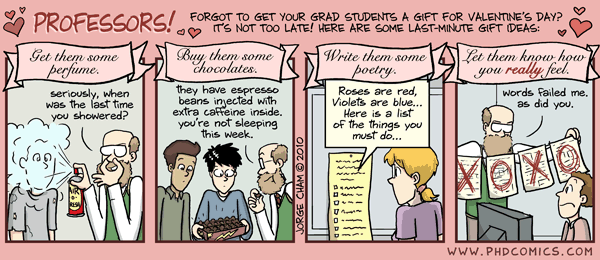 PROFESSORS!
FORGOT TO GET YOUR GRAD STUDENTS A GIFT FOR VALENTINE'S DAY?
IT'S NOT TOO LATE! HERE ARE SOME LAST-MINUTE GIFT IDEAS:
Get them some
perfume.
seriously, when
was the last time
you showered?
AIR
Buy them some
chocolates.
they have espresso
beans injected with
extra caffeine inside.
you're not sleeping
this week.
JORGE CHAM © 2010
Write them some
poetry.
Roses are red,
Violets are blue...
Here is a list
of the things you
must do...
Let them know how
you really feel.
words failed me.
as did you.
XOXO
WWW.PHDCOMICS.COM